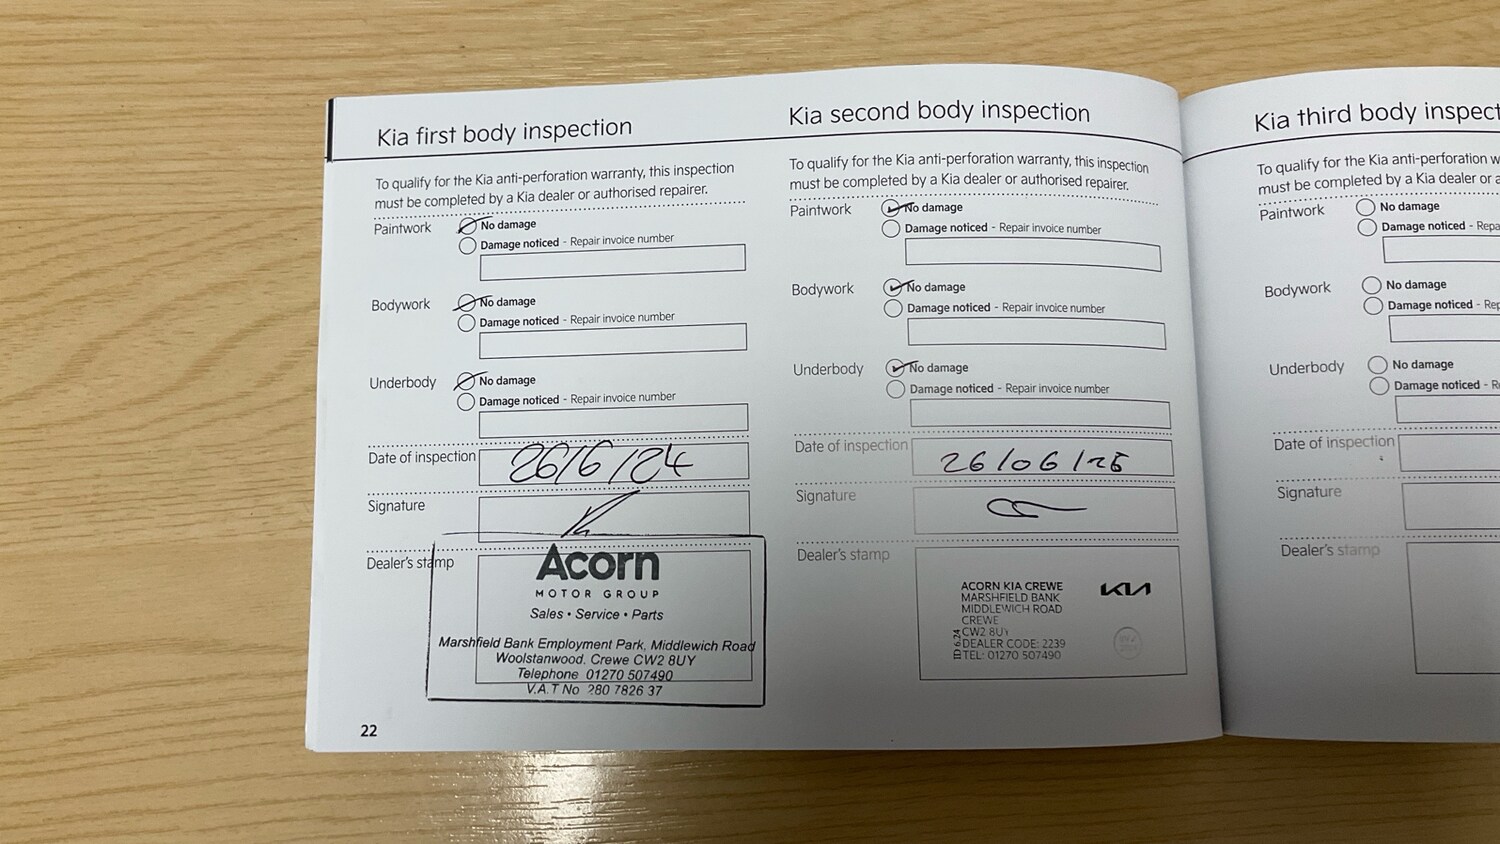 Kia first body inspection
To qualify for the Kia anti-perforation warranty, this inspection
must be completed by a Kia dealer or authorised repairer.
Paintwork
No damage
Damage noticed - Repair invoice number
Bodywork
No damage
Damage noticed - Repair invoice number
Underbody
No damage
Damage noticed - Repair invoice number
Date of inspection 26/6/24
Signature
Dealer's stamp
Acorn
MOTOR GROUP
Sales • Service • Parts
Marshfield Bank Employment Park, Middlewich Road
Woolstanwood. Crewe CW2 8UY
Telephone 01270 507490
V.A.T No 280 7826 37
22
Kia second body inspection
To qualify for the Kia anti-perforation warranty, this inspection
must be completed by a Kia dealer or authorised repairer.
Paintwork
No damage
Damage noticed - Repair invoice number
Bodywork
No damage
Damage noticed - Repair invoice number
Underbody
No damage
Damage noticed - Repair invoice number
Date of inspection 26/06/25
Signature
Dealer's stamp
ACORN KIA CREWE
MARSHFIELD BANK
MIDDLEWICH ROAD
CREWE
CW2 8UY
DEALER CODE: 2239
TEL: 01270 507490
KIA
Kia third body inspect
To qualify for the Kia anti-perforation w
must be completed by a Kia dealer or a
Paintwork
No damage
Damage noticed - Repa
Bodywork
No damage
Damage noticed - Rep
Underbody
No damage
Damage noticed - R
Date of inspection
Signature
Dealer's stamp